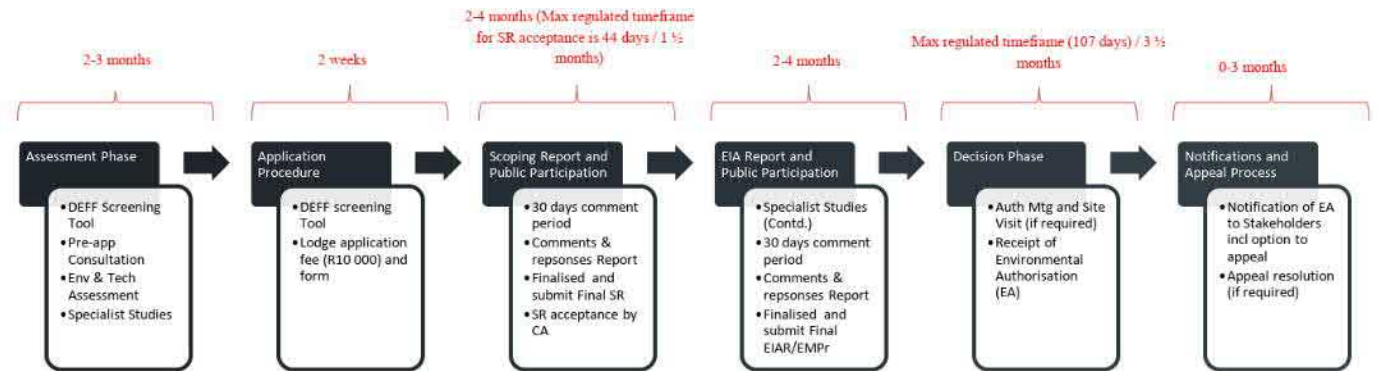 2-3 months
2 weeks
2-4 months (Max regulated timeframe
for SR acceptance is 44 days / 1 ½
months)
2-4 months
Max regulated timeframe (107 days) / 3 ½
months
0-3 months
Assessment Phase
• DEFF Screening
Tool
• Pre-app
Consultation
• Env & Tech
Assessment
• Specialist Studies
Application
Procedure
• DEFF screening
Tool
• Lodge application
fee (R10 000) and
form
Scoping Report and
Public Participation
• 30 days comment
period
• Comments &
repsonses Report
• Finalised and
submit Final SR
• SR acceptance by
CA
EIA Report and
Public Participation
• Specialist Studies
(Contd.)
• 30 days comment
period
• Comments &
repsonses Report
• Finalised and
submit Final
EIAR/EMPr
Decision Phase
• Auth Mtg and Site
Visit (if required)
• Receipt of
Environmental
Authorisation
(EA)
Notifications and
Appeal Process
• Notification of EA
to Stakeholders
incl option to
appeal
• Appeal resolution
(if required)